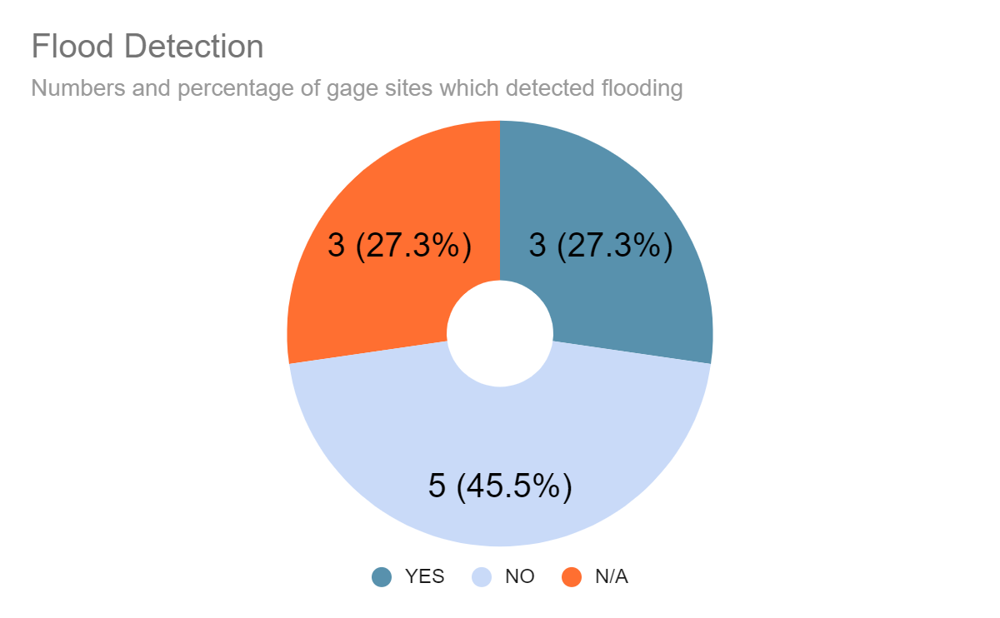 Flood Detection
Numbers and percentage of gage sites which detected flooding
3 (27.3%) 3 (27.3%)
5 (45.5%)
YES NO N/A